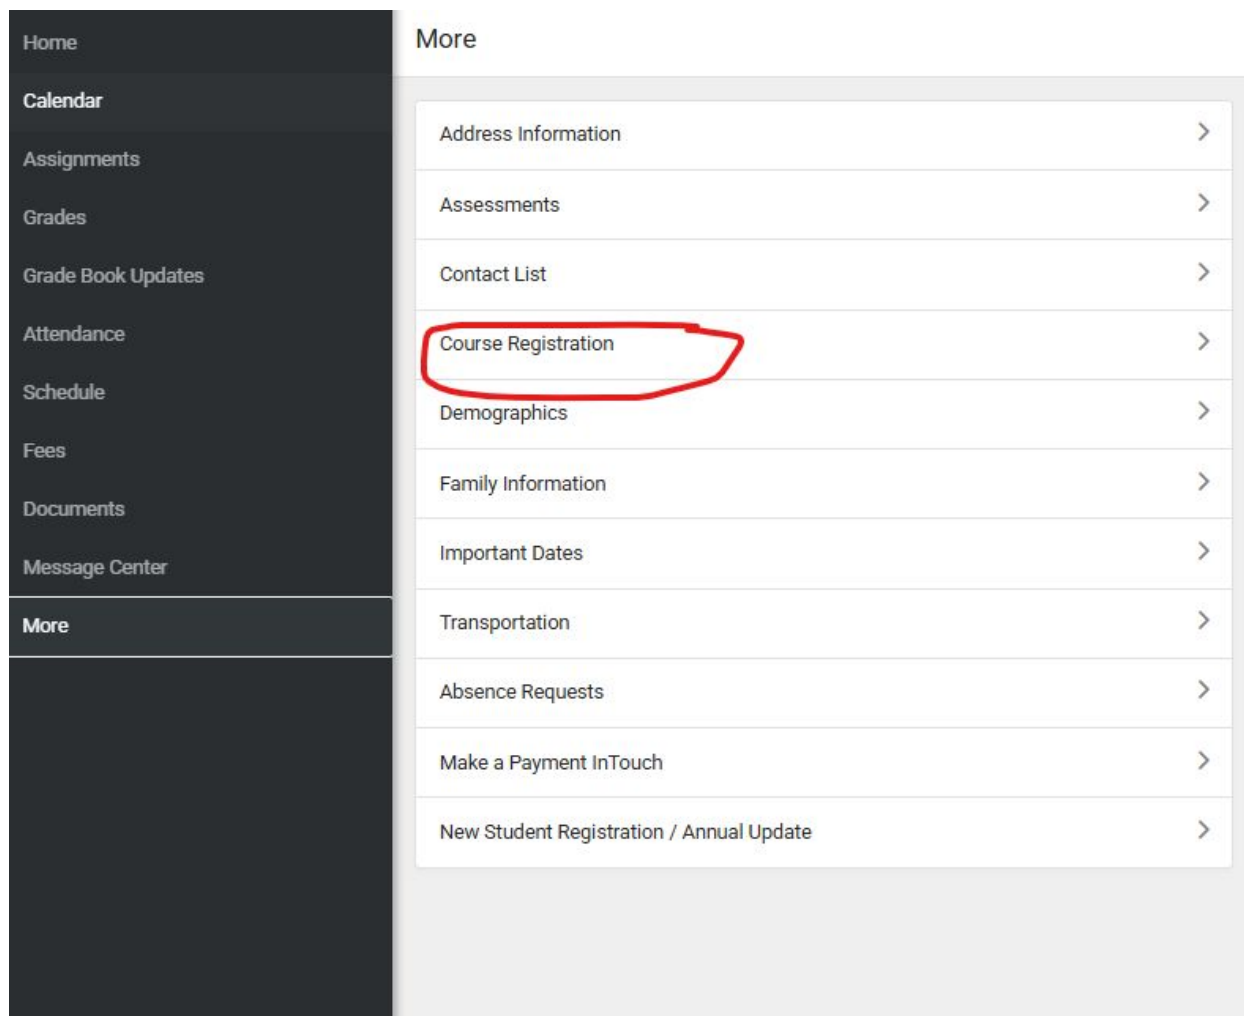 Home
Calendar
Assignments
Grades
Grade Book Updates
Attendance
Schedule
Fees
Documents
Message Center
More
More
Address Information
Assessments
Contact List
Course Registration
Demographics
Family Information
Important Dates
Transportation
Absence Requests
Make a Payment InTouch
New Student Registration / Annual Update